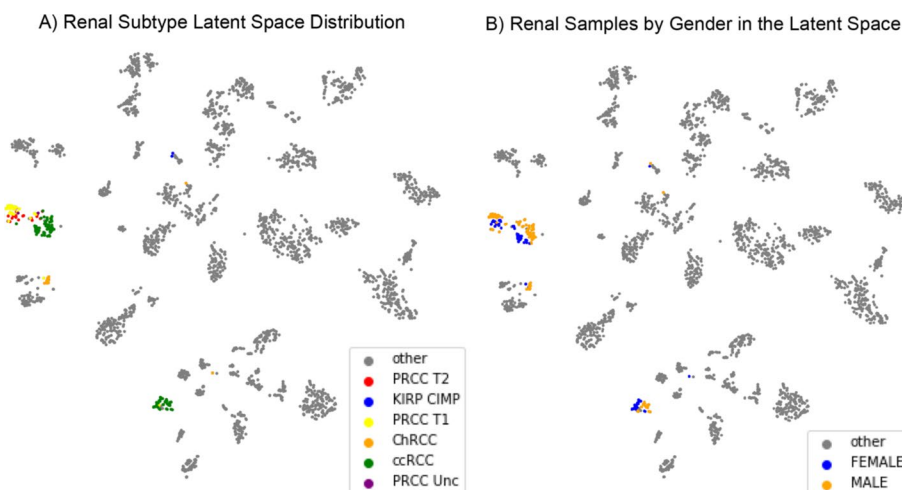 A) Renal Subtype Latent Space Distribution
B) Renal Samples by Gender in the Latent Space
other
PRCC T2
KIRP CIMP
PRCC T1
ChRCC
ccRCC
PRCC Unc
other
FEMALE
MALE